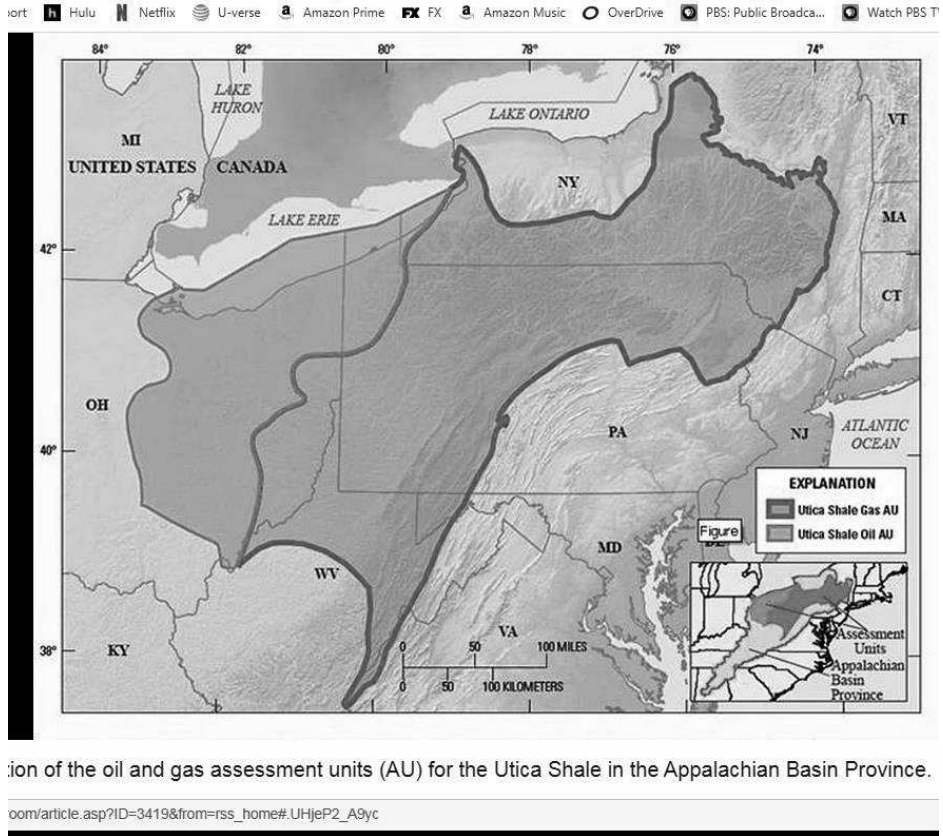 ort Hulu Netflix U-verse Amazon Prime FX FX Amazon Music OverDrive PBS: Public Broadca... Watch PBS T
84° 82° 80° 78° 76° 74°
LAKE
HURON
LAKE ONTARIO
MI
UNITED STATES CANADA
VT
NY
LAKE ERIE
MA
42°
CT
OH
PA
NJ
ATLANTIC
OCEAN
40°
EXPLANATION
Utica Shale Gas AU
Utica Shale Oil AU
Figure
MD
WV
VA
KY
38°
0 50 100 MILES
0 50 100 KILOMETERS
Assessment
Units
Appalachian
Basin
Province
tion of the oil and gas assessment units (AU) for the Utica Shale in the Appalachian Basin Province.
room/article.asp?ID=3419&from=rss_home#.UHjeP2_A9yc